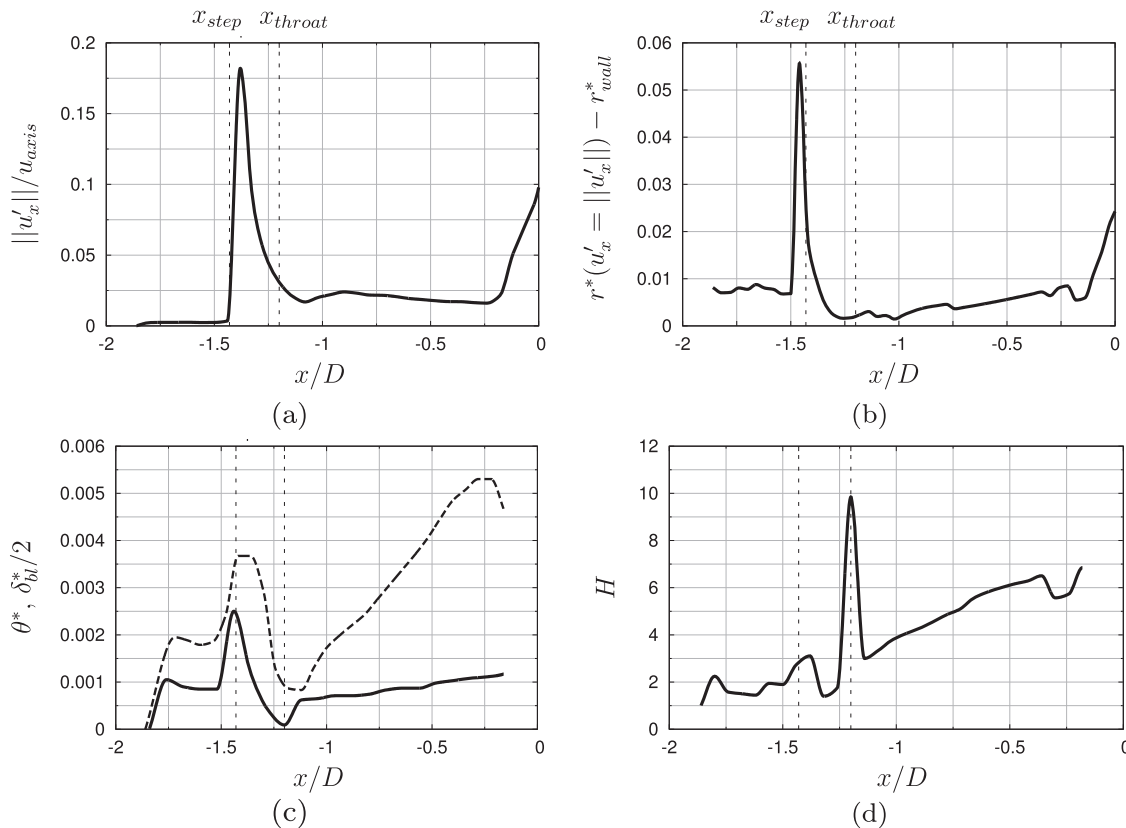 x_step x_throat
||u'_x||/u_axis
0.2
0.15
0.1
0.05
0
-2 -1.5 -1 -0.5 0
x/D
(a)
x_step x_throat
r*(u'_x = ||u'_x||) − r*_wall
0.06
0.05
0.04
0.03
0.02
0.01
0
-2 -1.5 -1 -0.5 0
x/D
(b)
θ*, δ*_bl/2
0.006
0.005
0.004
0.003
0.002
0.001
0
-2 -1.5 -1 -0.5 0
x/D
(c)
H
12
10
8
6
4
2
0
-2 -1.5 -1 -0.5 0
x/D
(d)